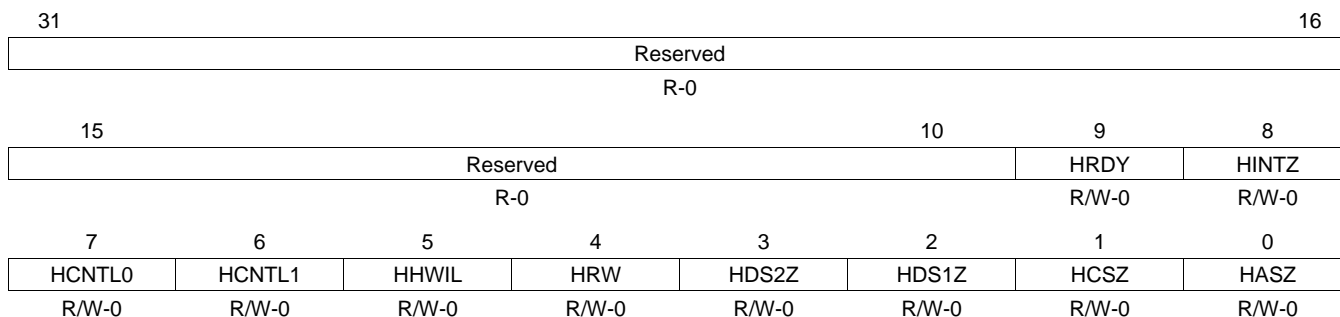 31 16
Reserved
R-0
15 10 9 8
Reserved HRDY HINTZ
R-0 R/W-0 R/W-0
7 6 5 4 3 2 1 0
HCNTL0 HCNTL1 HHWIL HRW HDS2Z HDS1Z HCSZ HASZ
R/W-0 R/W-0 R/W-0 R/W-0 R/W-0 R/W-0 R/W-0 R/W-0